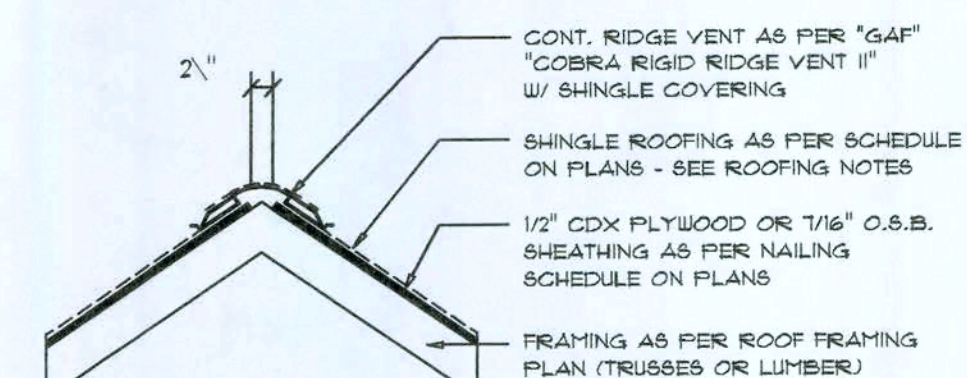 CONT. RIDGE VENT AS PER "GAF"
"COBRA RIGID RIDGE VENT II"
W/ SHINGLE COVERING
2\"
SHINGLE ROOFING AS PER SCHEDULE
ON PLANS - SEE ROOFING NOTES
1/2" CDX PLYWOOD OR 7/16" O.S.B.
SHEATHING AS PER NAILING
SCHEDULE ON PLANS
FRAMING AS PER ROOF FRAMING
PLAN (TRUSSES OR LUMBER)